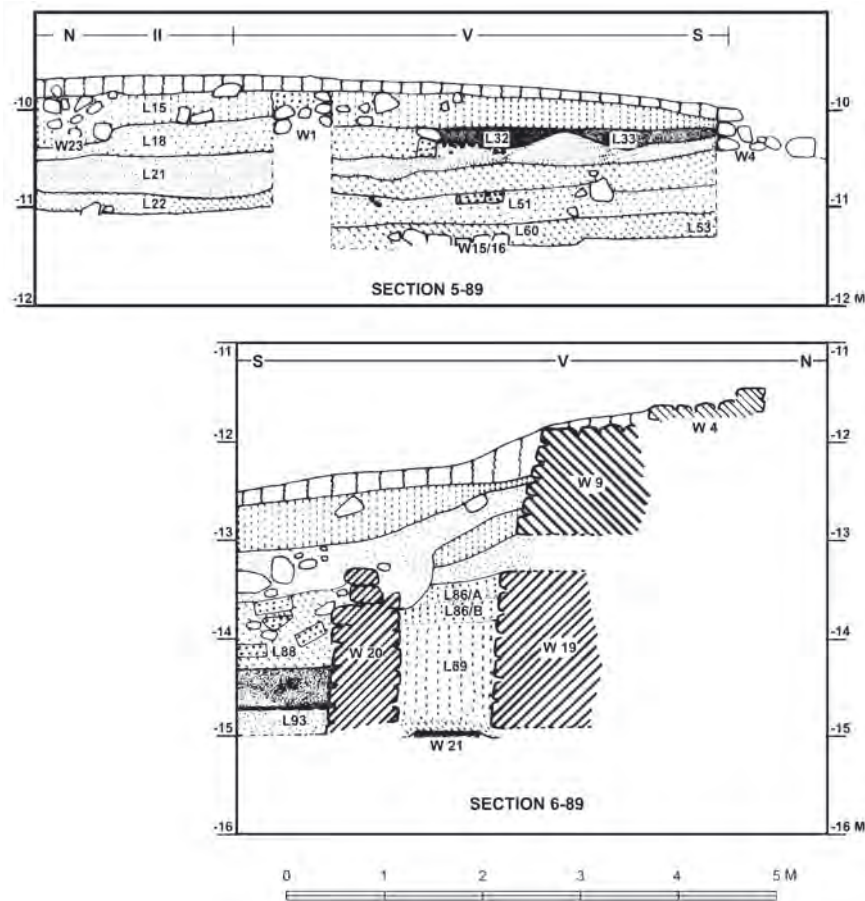 N II V S
-10 -10
L15 L32 L33
W23 W1 W4
L18
L21
-11 L51 -11
L22
L60 L53
W15/16
SECTION 5-89
-12 -12 M
-11 -11
S V N
W 4
-12 -12
W 9
-13 -13
L86/A
L86/B
-14 -14
L88 W 20 L89 W 19
L93
-15 -15
W 21
SECTION 6-89
-16 -16 M
0 1 2 3 4 5 M